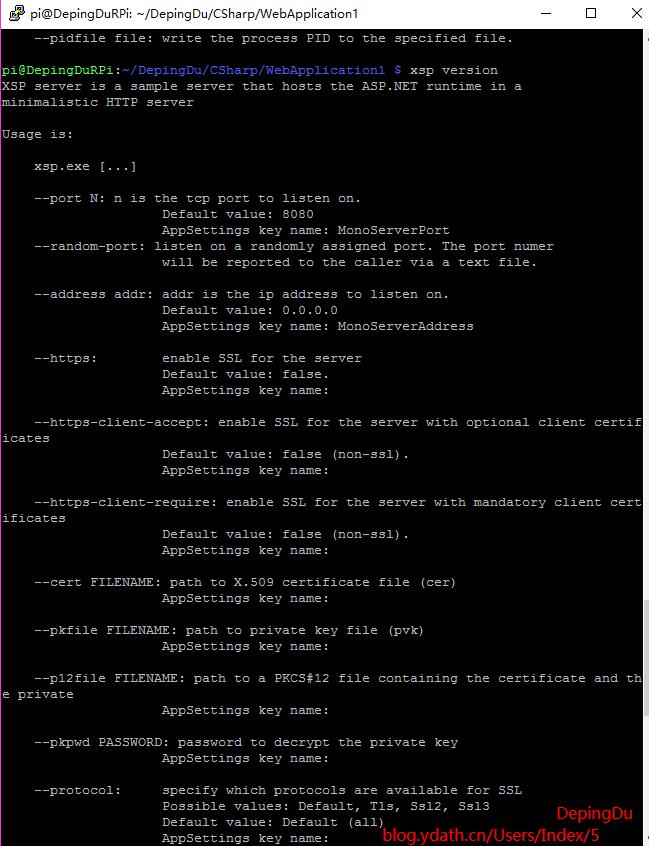 pi@DepingDuRPi: ~/DepingDu/CSharp/WebApplication1
--pidfile file: write the process PID to the specified file.
pi@DepingDuRPi:~/DepingDu/CSharp/WebApplication1 $ xsp version
XSP server is a sample server that hosts the ASP.NET runtime in a
minimalistic HTTP server
Usage is:
xsp.exe [...]
--port N: n is the tcp port to listen on.
Default value: 8080
AppSettings key name: MonoServerPort
--random-port: listen on a randomly assigned port. The port numer
will be reported to the caller via a text file.
--address addr: addr is the ip address to listen on.
Default value: 0.0.0.0
AppSettings key name: MonoServerAddress
--https: enable SSL for the server
Default value: false.
AppSettings key name:
--https-client-accept: enable SSL for the server with optional client certif
icates
Default value: false (non-ssl).
AppSettings key name:
--https-client-require: enable SSL for the server with mandatory client cert
ificates
Default value: false (non-ssl).
AppSettings key name:
--cert FILENAME: path to X.509 certificate file (cer)
AppSettings key name:
--pkfile FILENAME: path to private key file (pvk)
AppSettings key name:
--p12file FILENAME: path to a PKCS#12 file containing the certificate and th
e private
AppSettings key name:
--pkpwd PASSWORD: password to decrypt the private key
AppSettings key name:
--protocol: specify which protocols are available for SSL
Possible values: Default, Tls, Ssl2, Ssl3
Default value: Default (all)
AppSettings key name:
DepingDu
blog.ydath.cn/Users/Index/5